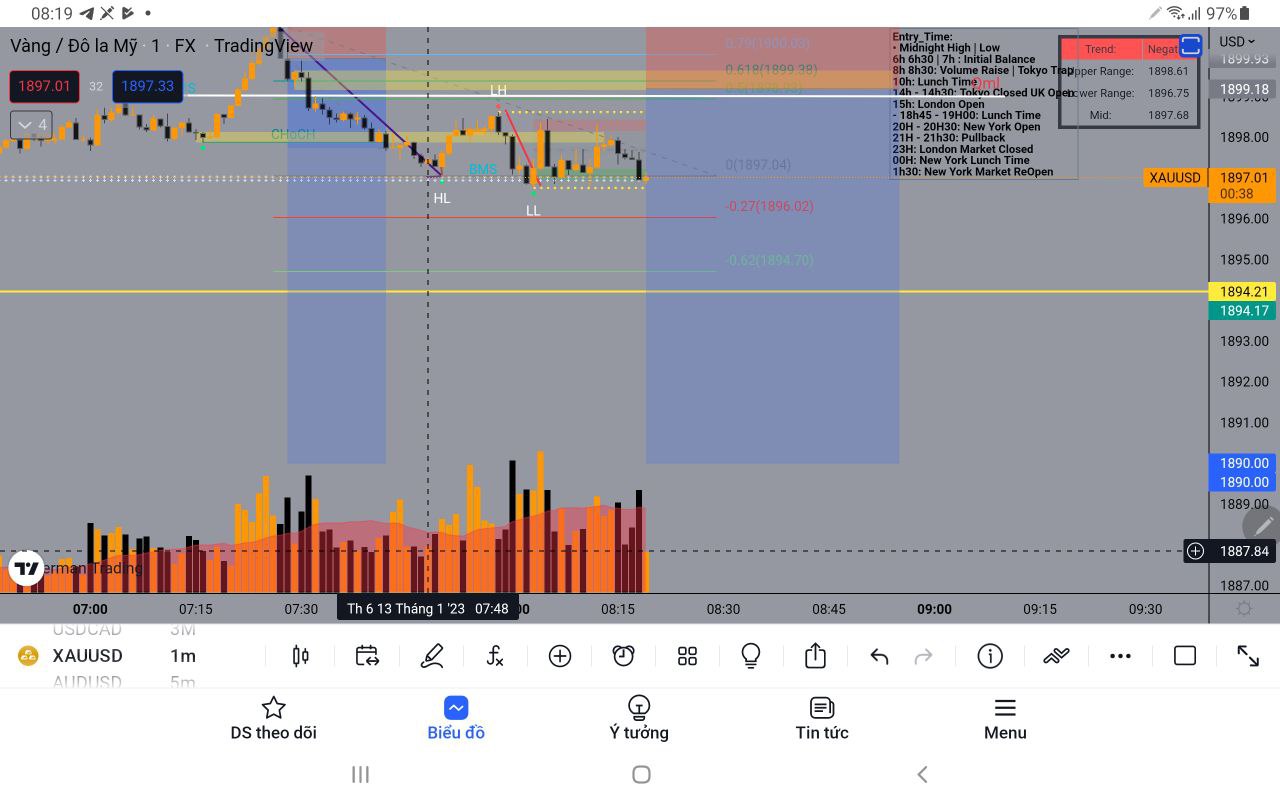 08:19
97%
Vàng / Đô la Mỹ · 1 · FX · TradingView
1897.01 32 1897.33
4
CHoCH
BMS
LH
HL
LL
0.79(1900.03)
0.618(1899.38)
0(1897.04)
-0.27(1896.02)
-0.62(1894.70)
Entry_Time:
• Midnight High | Low
6h 6h30 | 7h : Initial Balance
8h 8h30: Volume Raise | Tokyo Trap
10h: Lunch Time
14h - 14h30: Tokyo Closed UK Open
15h: London Open
- 18h45 - 19H00: Lunch Time
20H - 20H30: New York Open
21H - 21h30: Pullback
23H: London Market Closed
00H: New York Lunch Time
1h30: New York Market ReOpen
Trend: Negat
Upper Range: 1898.61
Lower Range: 1896.75
Mid: 1897.68
USD
1899.93
1899.18
1898.00
XAUUSD 1897.01
00:38
1896.00
1895.00
1894.21
1894.17
1893.00
1892.00
1891.00
1890.00
1890.00
1889.00
1887.84
1887.00
erman Trading
07:00 07:15 07:30 Th 6 13 Tháng 1 '23 07:48 08:15 08:30 08:45 09:00 09:15 09:30
USDCAD 3M
XAUUSD 1m
AUDUSD 5m
DS theo dõi Biểu đồ Ý tưởng Tin tức Menu